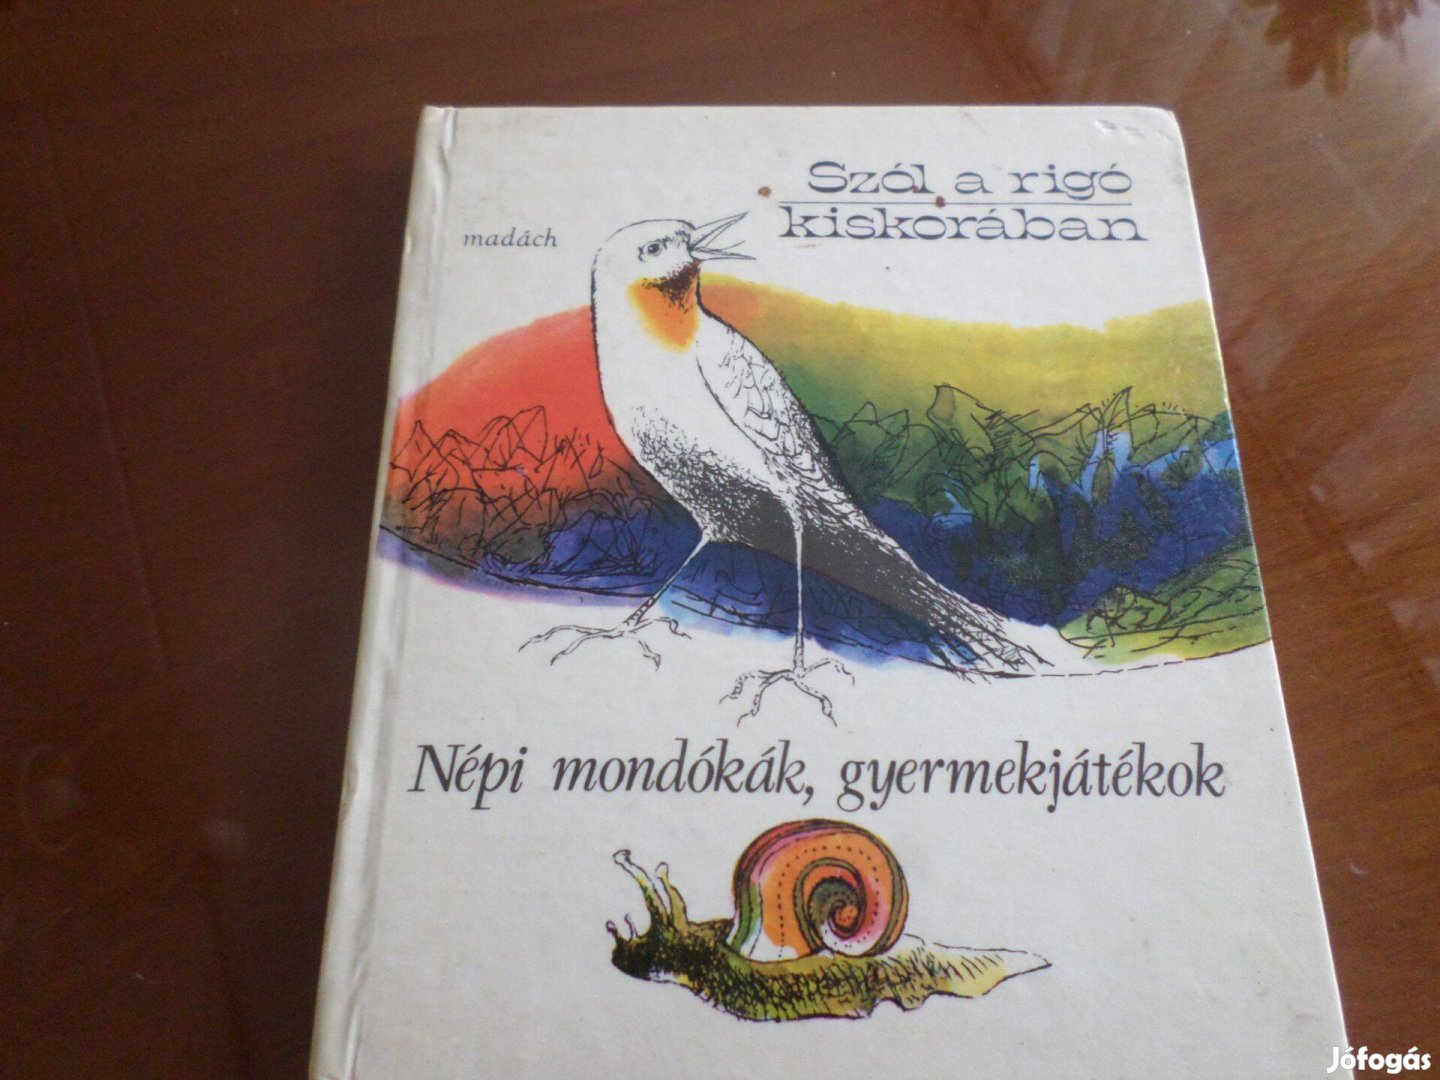 Szól a rigó
kiskorában
madách
Népi mondókák, gyermekjátékok
Jófogás